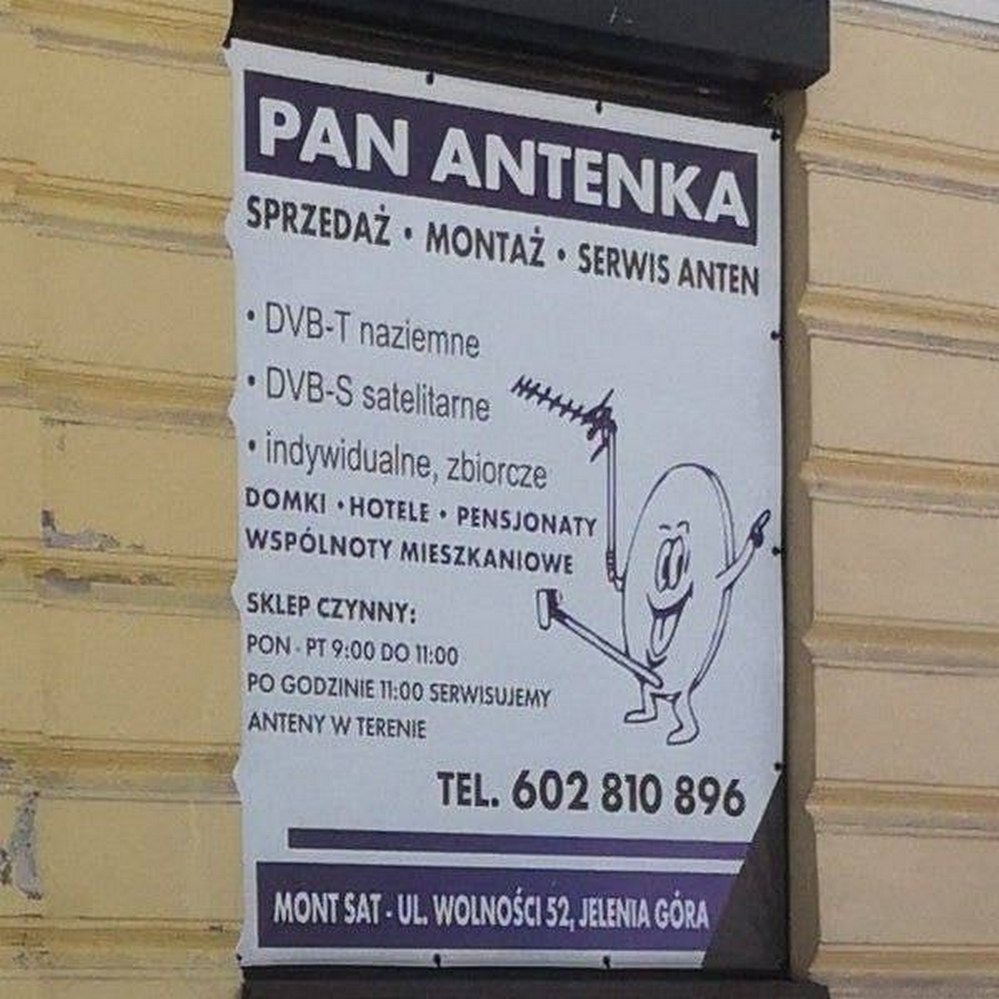 PAN ANTENKA
SPRZEDAŻ • MONTAŻ • SERWIS ANTEN
• DVB-T naziemne
• DVB-S satelitarne
• indywidualne, zbiorcze
DOMKI • HOTELE • PENSJONATY
WSPÓLNOTY MIESZKANIOWE
SKLEP CZYNNY:
PON - PT 9:00 DO 11:00
PO GODZINIE 11:00 SERWISUJEMY
ANTENY W TERENIE
TEL. 602 810 896
MONT SAT - UL. WOLNOŚCI 52, JELENIA GÓRA